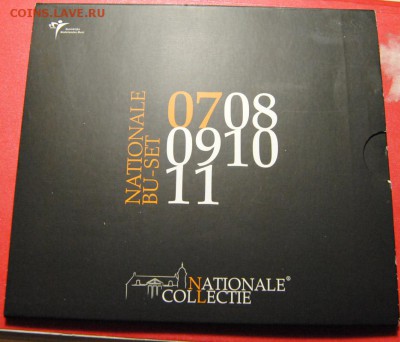 COINS.LAVE.RU
NATIONALE
BU-SET
0708
0910
11
NATIONALE®
COLLECTIE